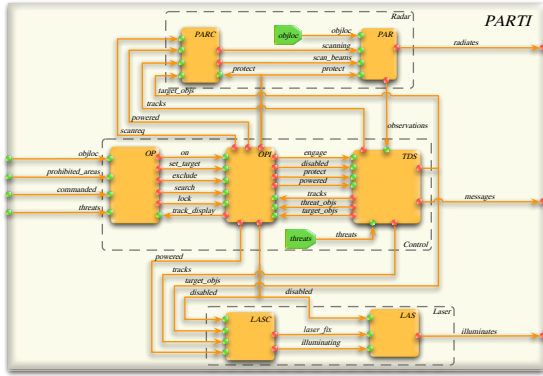 Radar
PARTI
PARC
objloc
objloc
PAR
scanning
radiates
scan_beams
protect
protect
target_objs
tracks
powered
observations
scanreq
objloc
OP
on
OPI
engage
TDS
set_target
disabled
prohibited_areas
exclude
protect
commanded
search
powered
lock
tracks
messages
threats
track_display
threat_objs
target_objs
threats
threats
Control
powered
tracks
target_objs
disabled
disabled
LASC
LAS
Laser
laser_fix
illuminates
illuminating